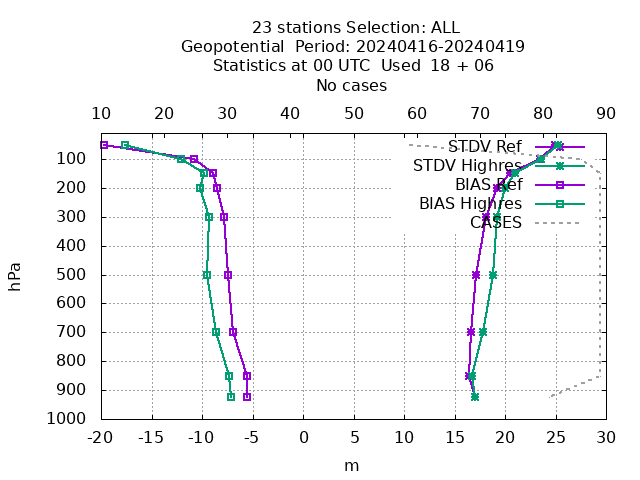 23 stations Selection: ALL
Geopotential  Period: 20240416-20240419
Statistics at 00 UTC  Used  18 + 06
No cases
10 20 30 40 50 60 70 80 90
STDV Ref
STDV Highres
BIAS Ref
BIAS Highres
CASES
100
200
300
400
500
600
700
800
900
1000
hPa
-20 -15 -10 -5 0 5 10 15 20 25 30
m